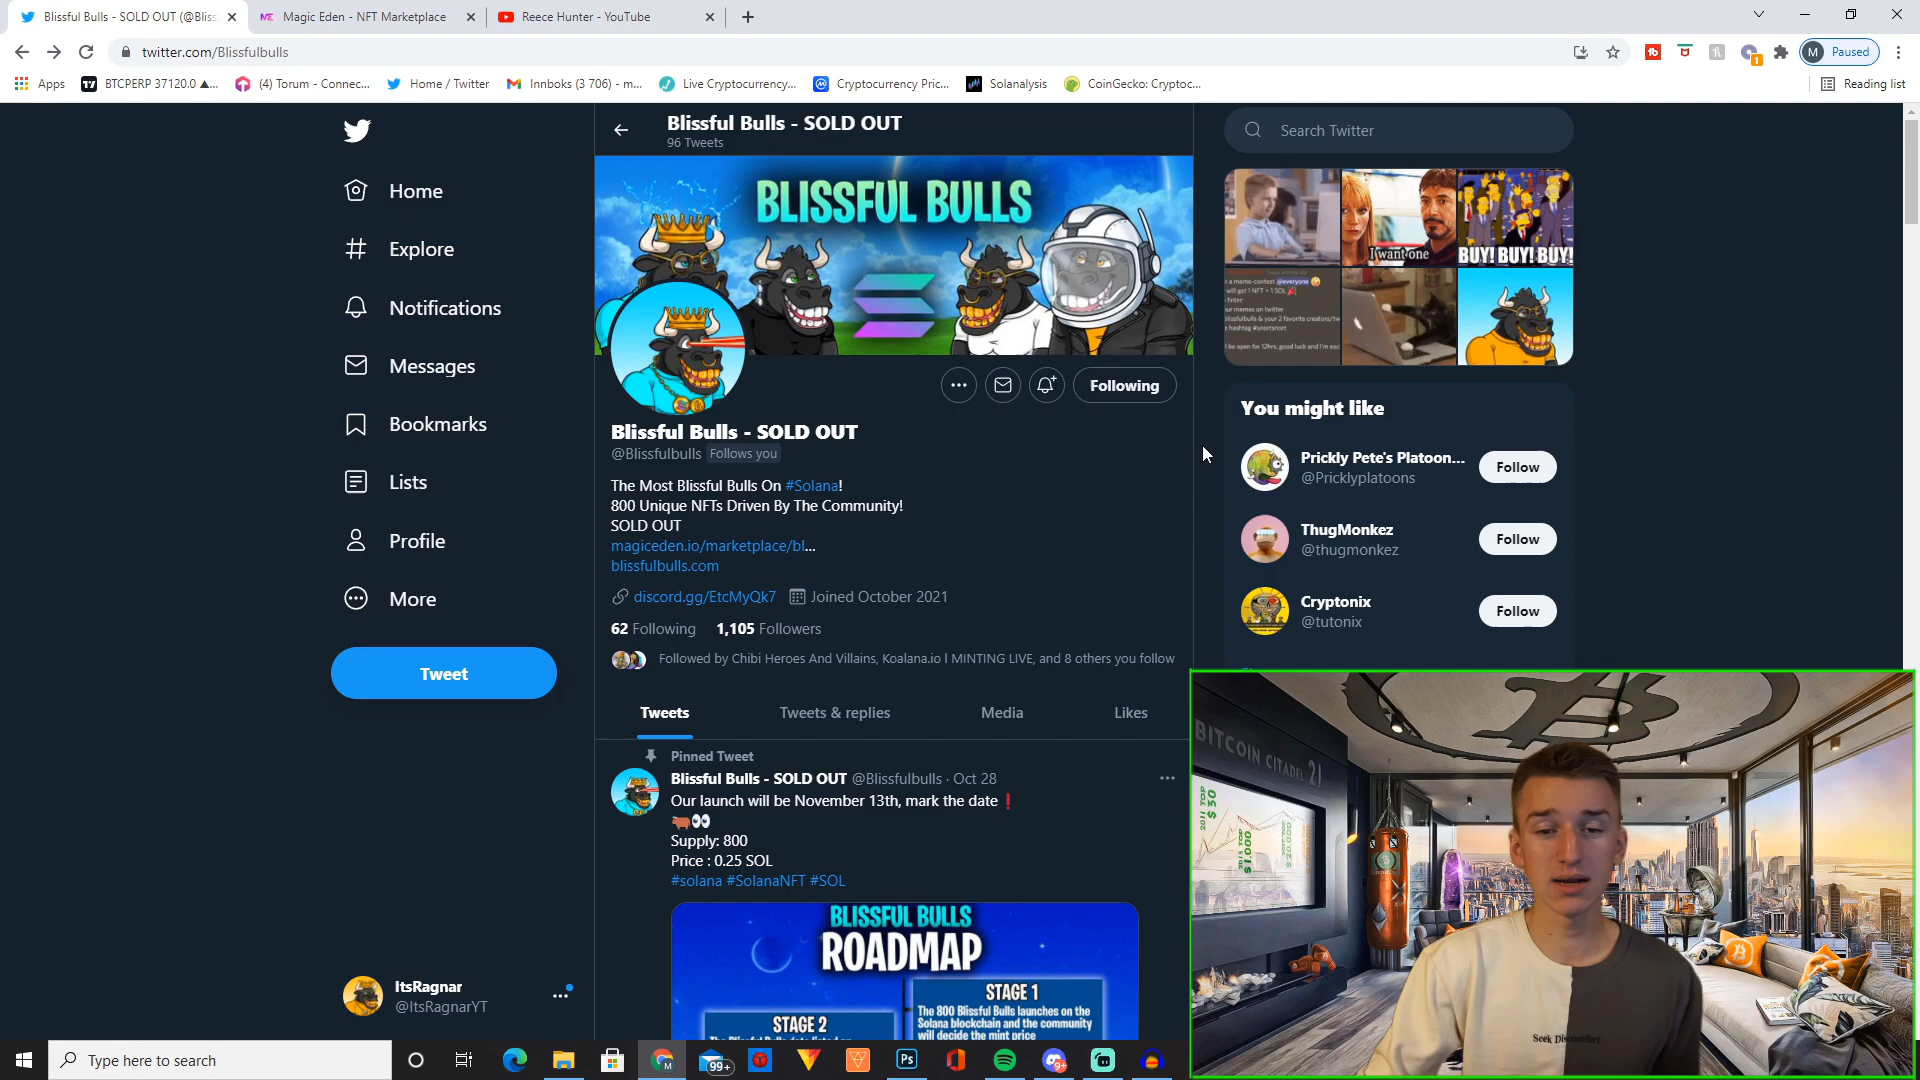 Blissful Bulls - SOLD OUT (@Bliss
Magic Eden - NFT Marketplace
Reece Hunter - YouTube
twitter.com/Blissfulbulls
M Paused
Apps
BTCPERP 37120.0 ▲...
(4) Torum - Connec...
Home / Twitter
Innboks (3 706) - m...
Live Cryptocurrency...
Cryptocurrency Pric...
Solanalysis
CoinGecko: Cryptoc...
Reading list
Blissful Bulls - SOLD OUT
96 Tweets
Search Twitter
Home
Explore
Notifications
Messages
Bookmarks
Lists
Profile
More
Tweet
ItsRagnar
@ItsRagnarYT
BLISSFUL BULLS
Following
Blissful Bulls - SOLD OUT
@Blissfulbulls Follows you
The Most Blissful Bulls On #Solana!
800 Unique NFTs Driven By The Community!
SOLD OUT
magiceden.io/marketplace/bl...
blissfulbulls.com
discord.gg/EtcMyQk7 Joined October 2021
62 Following 1,105 Followers
Followed by Chibi Heroes And Villains, Koalana.io l MINTING LIVE, and 8 others you follow
Tweets
Tweets & replies
Media
Likes
Pinned Tweet
Blissful Bulls - SOLD OUT @Blissfulbulls · Oct 28
Our launch will be November 13th, mark the date❗
🐂👀
Supply: 800
Price : 0.25 SOL
#solana #SolanaNFT #SOL
BLISSFUL BULLS
ROADMAP
STAGE 1
The 800 Blissful Bulls launches on the
Solana blockchain and the community
will decide the mint price
STAGE 2
I want one
BUY! BUY! BUY!
You might like
Prickly Pete's Platoon...
@Pricklyplatoons
Follow
ThugMonkez
@thugmonkez
Follow
Cryptonix
@tutonix
Follow
BITCOIN CITADEL 21
2011 TOP
$30
$1,000
$20,000
Seek Discomfort
Type here to search
99+